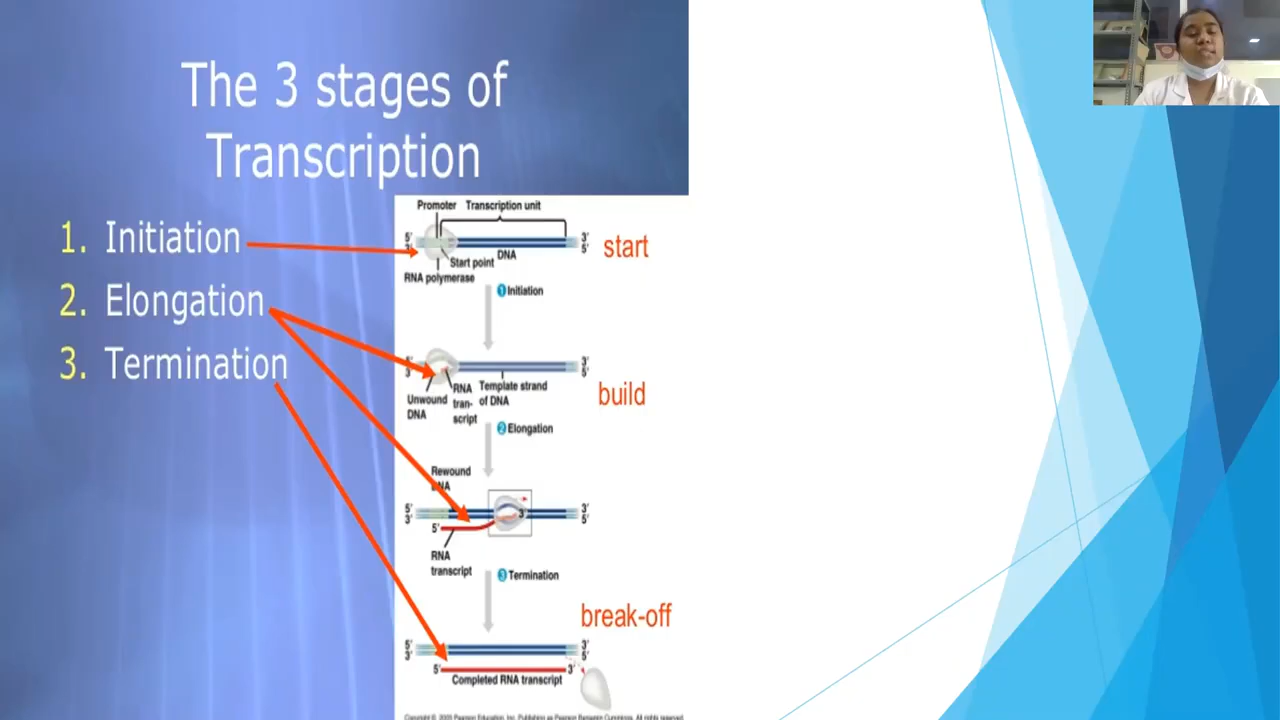 The 3 stages of
Transcription
1. Initiation
2. Elongation
3. Termination
Promoter Transcription unit
5' 3'
3' 5'
start
DNA
Start point
RNA polymerase
1 Initiation
5' 3'
3' 5'
build
Unwound
DNA
RNA
tran-
script
Template strand
of DNA
2 Elongation
Rewound
DNA
5' 3'
3' 5'
3'
5'
RNA
transcript
3 Termination
break-off
5' 3'
3' 5'
5' 3'
Completed RNA transcript
Copyright © 2005 Pearson Education, Inc. Publishing as Pearson Benjamin Cummings. All rights reserved.